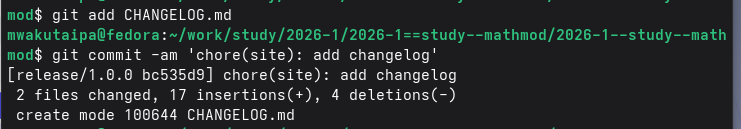 mod$ git add CHANGELOG.md
mwakutaipa@fedora:~/work/study/2026-1/2026-1==study--mathmod/2026-1--study--math
mod$ git commit -am 'chore(site): add changelog'
[release/1.0.0 bc535d9] chore(site): add changelog
 2 files changed, 17 insertions(+), 4 deletions(-)
 create mode 100644 CHANGELOG.md